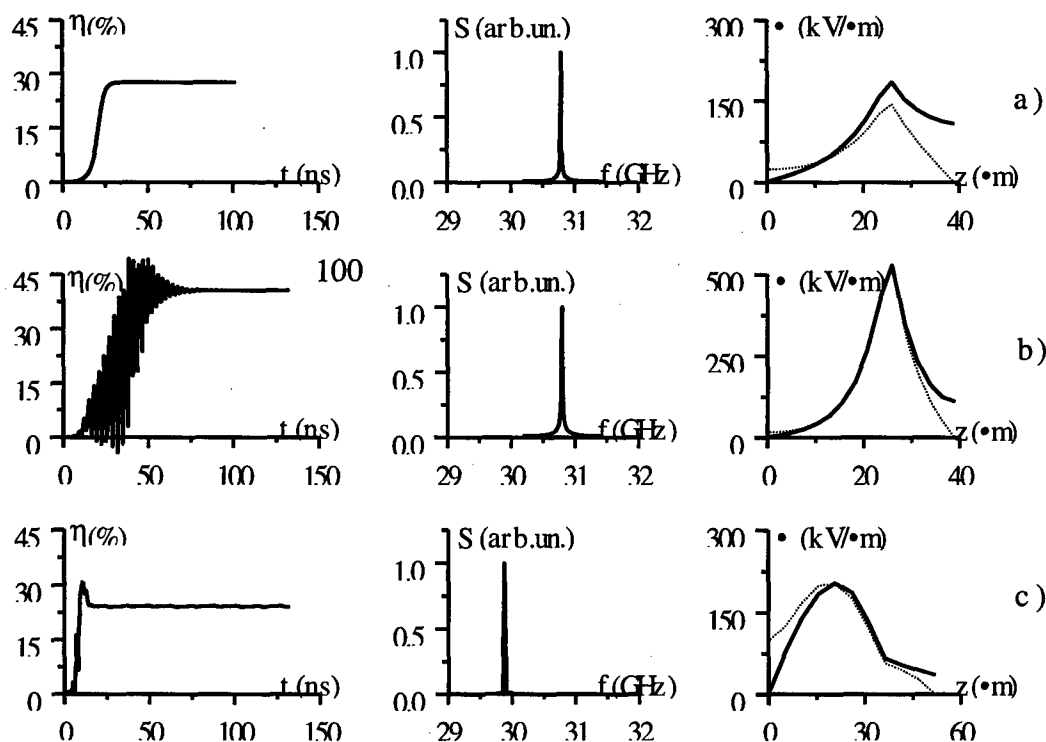 45 η(%)
30
15
0
t (ns)
0 50 100 150
S (arb.un.)
1.0
0.5
0.0
f (GHz)
29 30 31 32
300 • (kV/•m)
150
0
z (•m)
0 20 40
a )
45 η(%)
30
15
0
100
t (ns)
0 50 100 150
S (arb.un.)
1.0
0.5
0.0
f (GHz)
29 30 31 32
500 • (kV/•m)
250
0
z (•m)
0 20 40
b )
45 η(%)
30
15
0
t (ns)
0 50 100 150
S (arb.un.)
1.0
0.5
0.0
f (GHz)
29 30 31 32
300 • (kV/•m)
150
0
z (•m)
0 20 40 60
c )